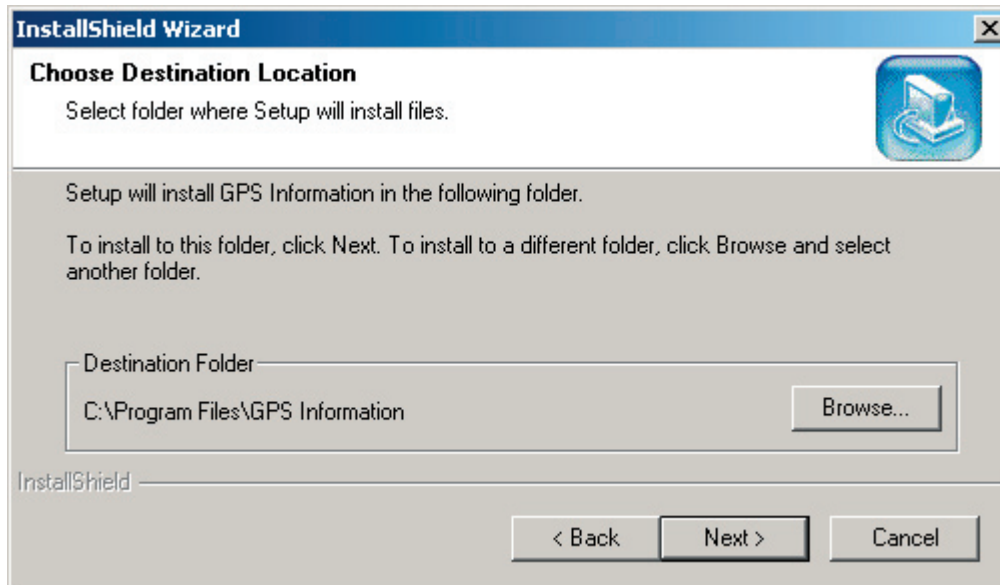 InstallShield Wizard
Choose Destination Location
Select folder where Setup will install files.
Setup will install GPS Information in the following folder.
To install to this folder, click Next. To install to a different folder, click Browse and select
another folder.
Destination Folder
C:\Program Files\GPS Information
Browse...
InstallShield
< Back
Next >
Cancel